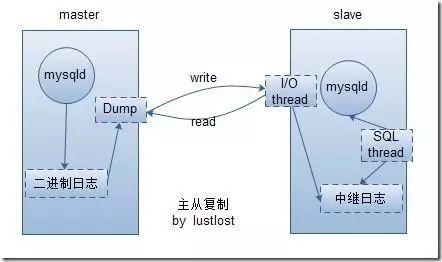 master
slave
mysqld
Dump
二进制日志
write
read
I/O
thread
mysqld
SQL
thread
中继日志
主从复制
by lustlost